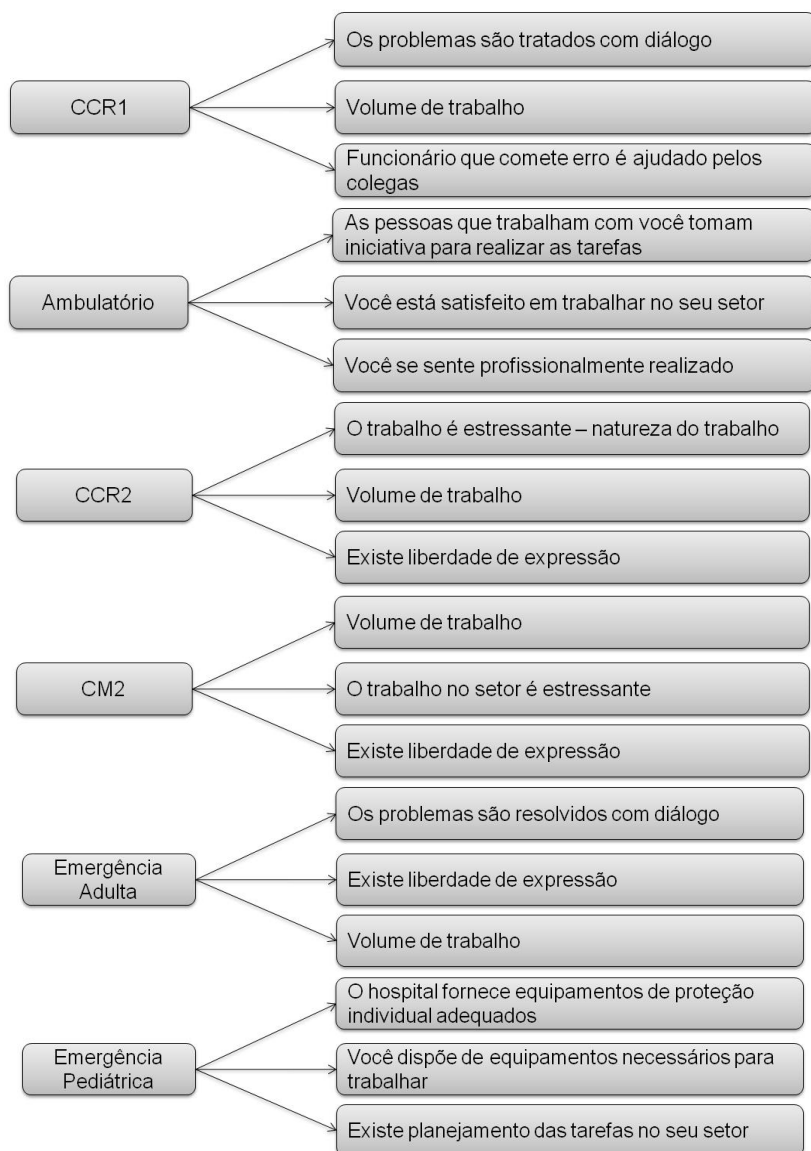 Os problemas são tratados com diálogo
CCR1
Volume de trabalho
Funcionário que comete erro é ajudado pelos
colegas
As pessoas que trabalham com você tomam
iniciativa para realizar as tarefas
Ambulatório
Você está satisfeito em trabalhar no seu setor
Você se sente profissionalmente realizado
O trabalho é estressante – natureza do trabalho
CCR2
Volume de trabalho
Existe liberdade de expressão
Volume de trabalho
CM2
O trabalho no setor é estressante
Existe liberdade de expressão
Os problemas são resolvidos com diálogo
Emergência
Adulta
Existe liberdade de expressão
Volume de trabalho
O hospital fornece equipamentos de proteção
individual adequados
Emergência
Pediátrica
Você dispõe de equipamentos necessários para
trabalhar
Existe planejamento das tarefas no seu setor